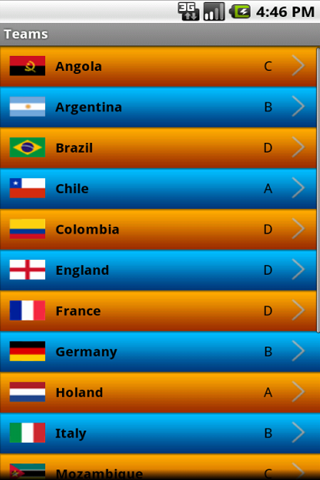 3G 4:46 PM
Teams
Angola C
Argentina B
Brazil D
Chile A
Colombia D
England D
France D
Germany B
Holand A
Italy B
Mozambique C